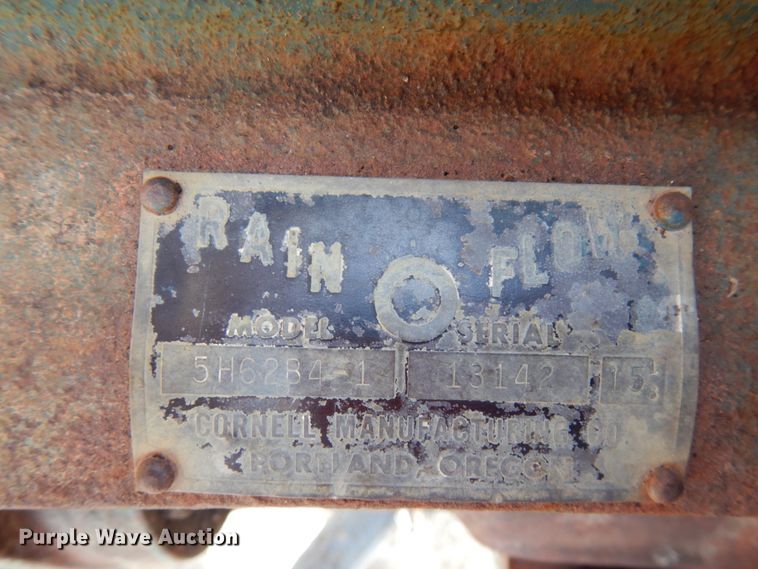 RAIN O FLOW
MODEL SERIAL
5H62B4-1 13142 15
CORNELL MANUFACTURING CO
PORTLAND, OREGON
Purple Wave Auction